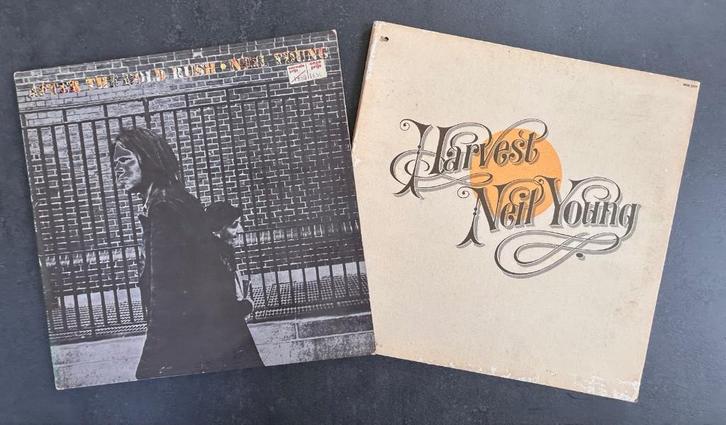 AFTER THE GOLD RUSH • NEIL YOUNG
Harvest
Neil Young